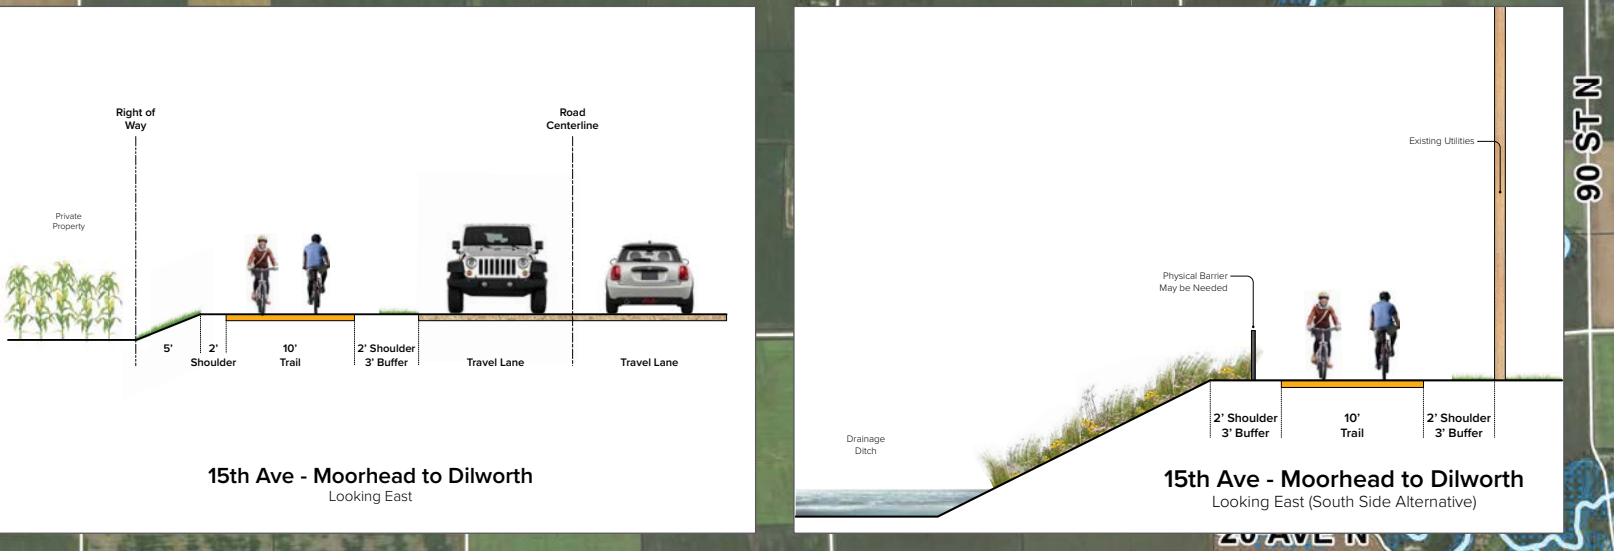 Right of
Way
Road
Centerline
Private
Property
5’
2’
Shoulder
10’
Trail
2’ Shoulder
3’ Buffer
Travel Lane
Travel Lane
15th Ave - Moorhead to Dilworth
Looking East
Existing Utilities
Physical Barrier
May be Needed
Drainage
Ditch
2’ Shoulder
3’ Buffer
10’
Trail
2’ Shoulder
3’ Buffer
15th Ave - Moorhead to Dilworth
Looking East (South Side Alternative)
90 ST N
20 AVE N